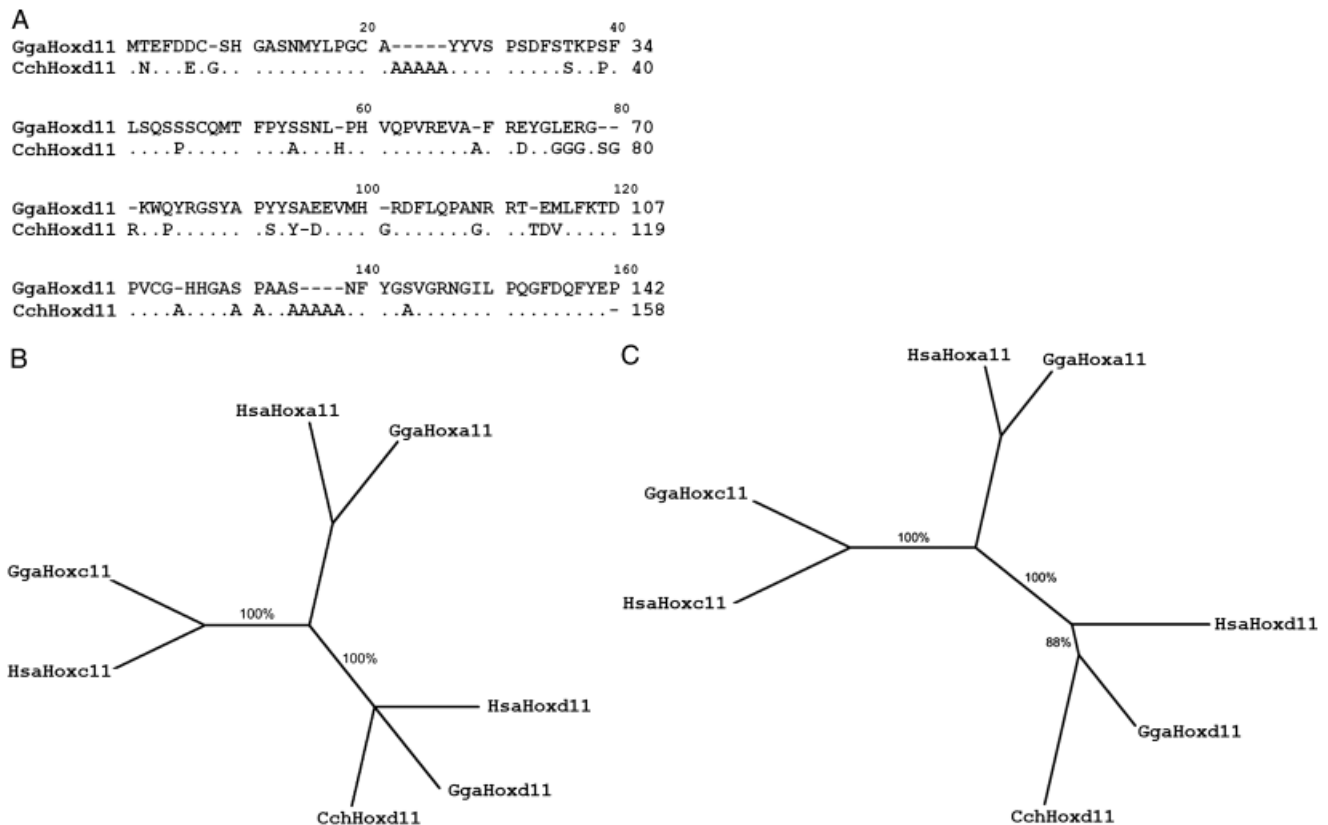 A
20 40
GgaHoxd11 MTEFDDC-SH GASNMYLPGC A-----YYVS PSDFSTKPSF 34
CchHoxd11 .N...E.G.. .......... .AAAAA.... .....S..P. 40
60 80
GgaHoxd11 LSQSSSCQMT FPYSSNL-PH VQPVREVA-F REYGLERG-- 70
CchHoxd11 ....P..... ...A...H.. ........A. .D..GGG.SG 80
100 120
GgaHoxd11 -KWQYRGSYA PYYSAEEVMH -RDFLQPANR RT-EMLFKTD 107
CchHoxd11 R..P...... .S.Y-D.... G.......G. ..TDV..... 119
140 160
GgaHoxd11 PVCG-HHGAS PAAS----NF YGSVGRNGIL PQGFDQFYEP 142
CchHoxd11 ....A....A A..AAAAA.. ..A....... .........- 158
B
C
HsaHoxa11 GgaHoxa11
HsaHoxa11
GgaHoxa11
GgaHoxc11
100%
100%
GgaHoxc11
HsaHoxc11
100%
HsaHoxd11
88%
100%
HsaHoxc11
HsaHoxd11
GgaHoxd11
GgaHoxd11
CchHoxd11
CchHoxd11